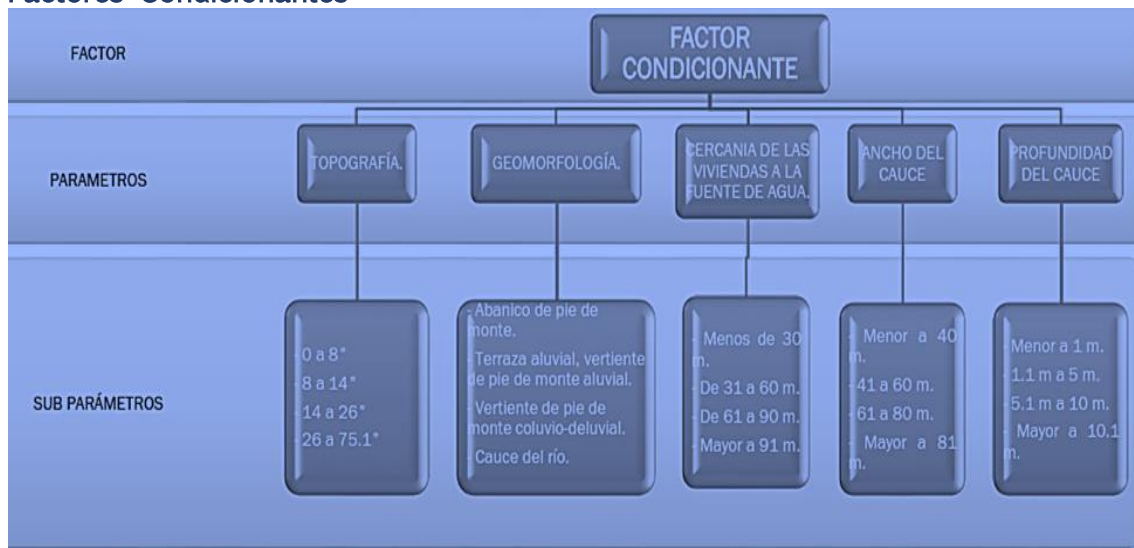 Factores Condicionantes
FACTOR
FACTOR
CONDICIONANTE
PARAMETROS
TOPOGRAFÍA.
GEOMORFOLOGÍA.
CERCANIA DE LAS
VIVIENDAS A LA
FUENTE DE AGUA.
ANCHO DEL
CAUCE
PROFUNDIDAD
DEL CAUCE
SUB PARÁMETROS
- 0 a 8°
- 8 a 14°
- 14 a 26°
- 26 a 75.1°
- Abanico de pie de
monte.
- Terraza aluvial, vertiente
de pie de monte aluvial.
- Vertiente de pie de
monte coluvio-deluvial.
- Cauce del río.
- Menos de 30
m.
- De 31 a 60 m.
- De 61 a 90 m.
- Mayor a 91 m.
- Menor a 40
m.
- 41 a 60 m.
- 61 a 80 m.
- Mayor a 81
m.
- Menor a 1 m.
- 1.1 m a 5 m.
- 5.1 m a 10 m.
- Mayor a 10.1
m.